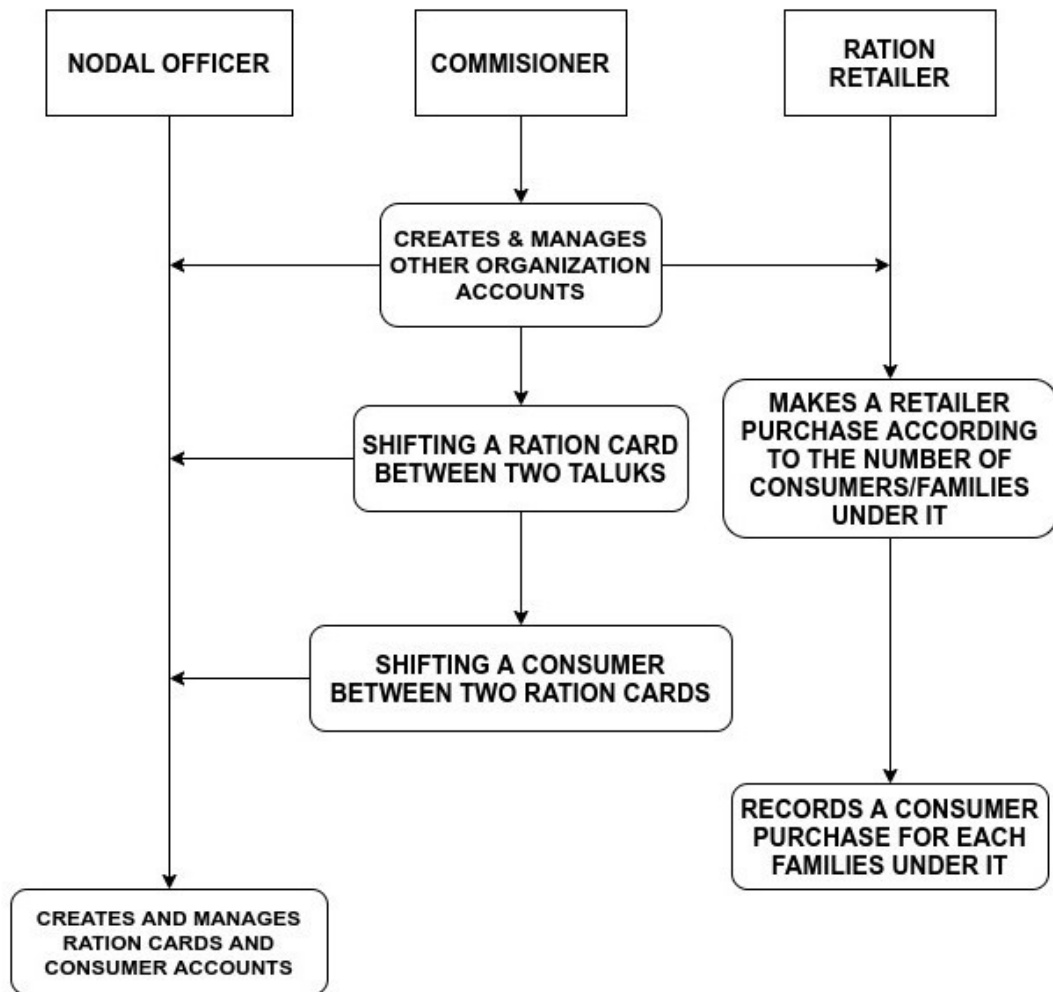 NODAL OFFICER
COMMISIONER
RATION
RETAILER
CREATES & MANAGES
OTHER ORGANIZATION
ACCOUNTS
SHIFTING A RATION CARD
BETWEEN TWO TALUKS
MAKES A RETAILER
PURCHASE ACCORDING
TO THE NUMBER OF
CONSUMERS/FAMILIES
UNDER IT
SHIFTING A CONSUMER
BETWEEN TWO RATION CARDS
RECORDS A CONSUMER
PURCHASE FOR EACH
FAMILIES UNDER IT
CREATES AND MANAGES
RATION CARDS AND
CONSUMER ACCOUNTS